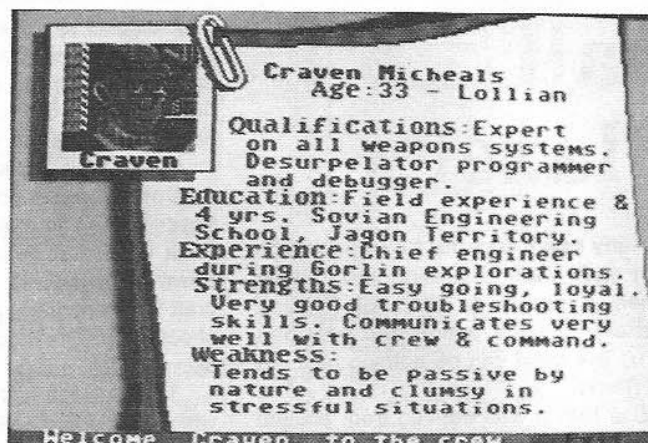 Craven Micheals
Age:33 - Lollian
Qualifications:Expert
on all weapons systems.
Desurpelator programmer
and debugger.
Education:Field experience &
4 yrs. Sovian Engineering
School, Jagon Territory.
Experience:Chief engineer
during Gorlin explorations.
Strengths:Easy going, loyal.
Very good troubleshooting
skills. Communicates very
well with crew & command.
Weakness:
Tends to be passive by
nature and clumsy in
stressful situations.
Craven
Welcome, Craven, to the crew